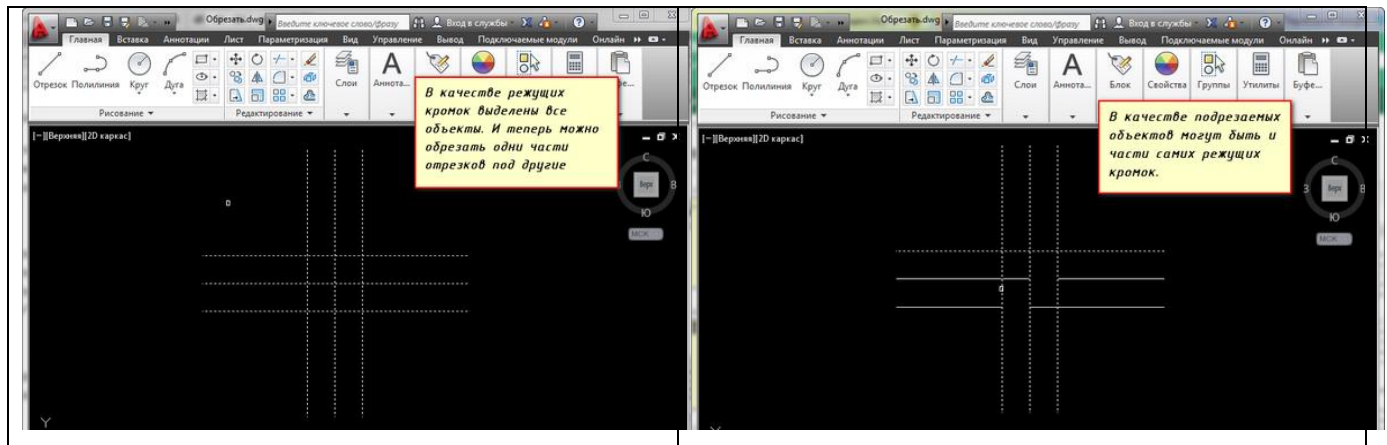 Обрезать.dwg Введите ключевое слово/фразу Вход в службы
Главная Вставка Аннотации Лист Параметризация Вид Управление Вывод Подключаемые модули Онлайн
Отрезок Полилиния Круг Дуга Слои Аннота...
Рисование Редактирование
[−][Верхняя][2D каркас]
В качестве режущих
кромок выделены все
объекты. И теперь можно
обрезать одни части
отрезков под другие
С
Верх В
Ю
МСК
Y
Обрезать.dwg Введите ключевое слово/фразу Вход в службы
Главная Вставка Аннотации Лист Параметризация Вид Управление Вывод Подключаемые модули Онлайн
Отрезок Полилиния Круг Дуга Слои Аннота... Блок Свойства Группы Утилиты Буфе...
Рисование Редактирование
[−][Верхняя][2D каркас]
В качестве подрезаемых
объектов могут быть и
части самих режущих
кромок.
С
З Верх В
Ю
МСК